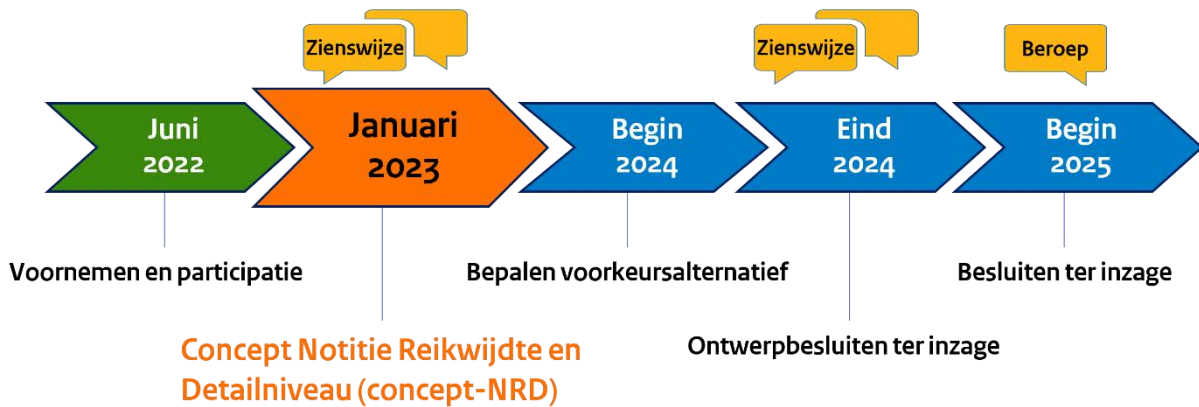 Zienswijze
Zienswijze
Beroep
Juni
2022
Januari
2023
Begin
2024
Eind
2024
Begin
2025
Voornemen en participatie
Bepalen voorkeursalternatief
Besluiten ter inzage
Concept Notitie Reikwijdte en
Detailniveau (concept-NRD)
Ontwerpbesluiten ter inzage